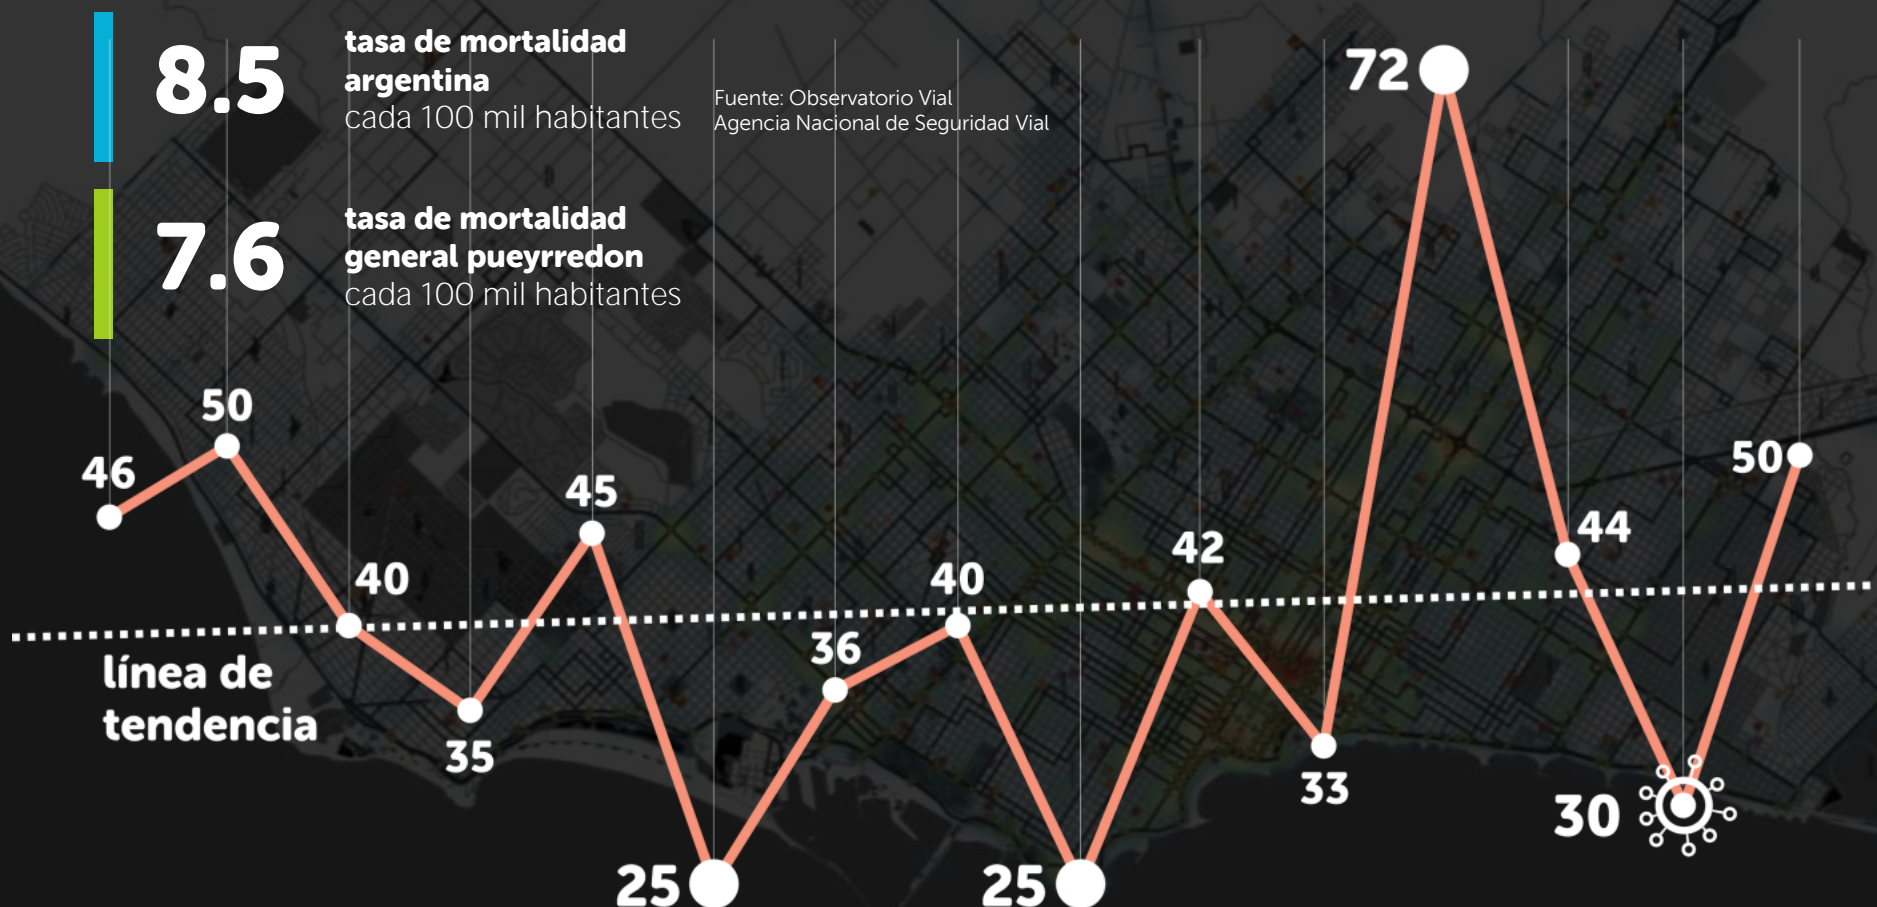 8.5
tasa de mortalidad
argentina
cada 100 mil habitantes
Fuente: Observatorio Vial
Agencia Nacional de Seguridad Vial
7.6
tasa de mortalidad
general pueyrredon
cada 100 mil habitantes
46
50
40
35
45
25
36
40
25
42
33
72
44
30
50
línea de
tendencia